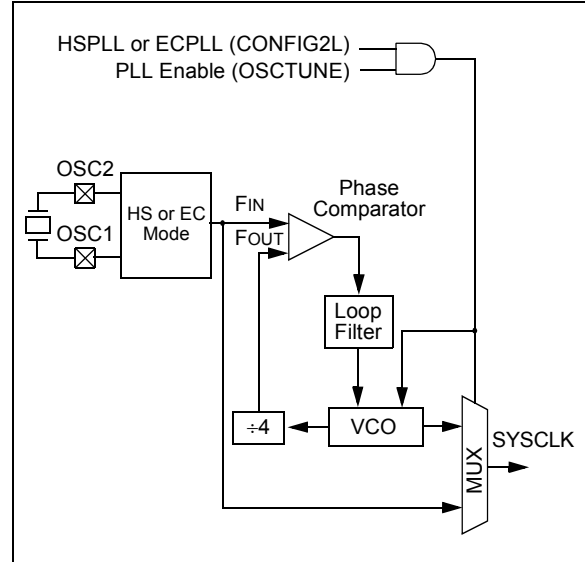 HSPLL or ECPLL (CONFIG2L)
PLL Enable (OSCTUNE)
OSC2
OSC1
HS or EC
Mode
FIN
FOUT
Phase
Comparator
Loop
Filter
÷4
VCO
MUX
SYSCLK